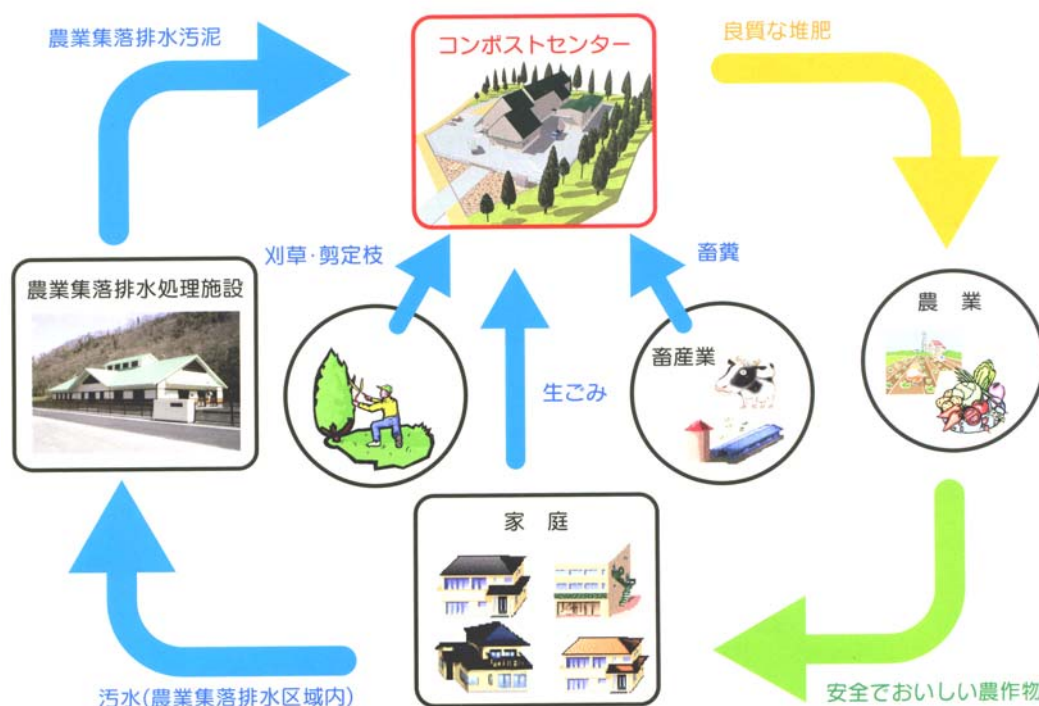 農業集落排水汚泥
コンポストセンター
良質な堆肥
刈草・剪定枝
畜糞
農業集落排水処理施設
農　業
畜産業
生ごみ
家　庭
汚水(農業集落排水区域内)
安全でおいしい農作物